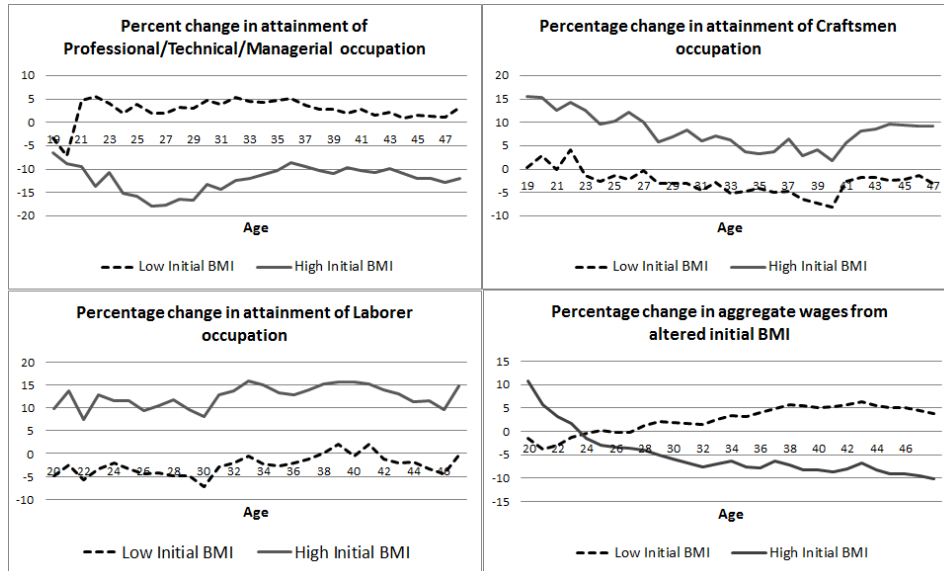 Percent change in attainment of
Professional/Technical/Managerial occupation
10
5
0
-5
-10
-15
-20
19 21 23 25 27 29 31 33 35 37 39 41 43 45 47
Age
Low Initial BMI High Initial BMI
Percentage change in attainment of Craftsmen
occupation
20
15
10
5
0
-5
-10
19 21 23 25 27 29 31 33 35 37 39 41 43 45 47
Age
Low Initial BMI High Initial BMI
Percentage change in attainment of Laborer
occupation
20
15
10
5
0
-5
-10
20 22 24 26 28 30 32 34 36 38 40 42 44 46
Age
Low Initial BMI High Initial BMI
Percentage change in aggregate wages from
altered initial BMI
15
10
5
0
-5
-10
-15
20 22 24 26 28 30 32 34 36 38 40 42 44 46
Age
Low Initial BMI High Initial BMI